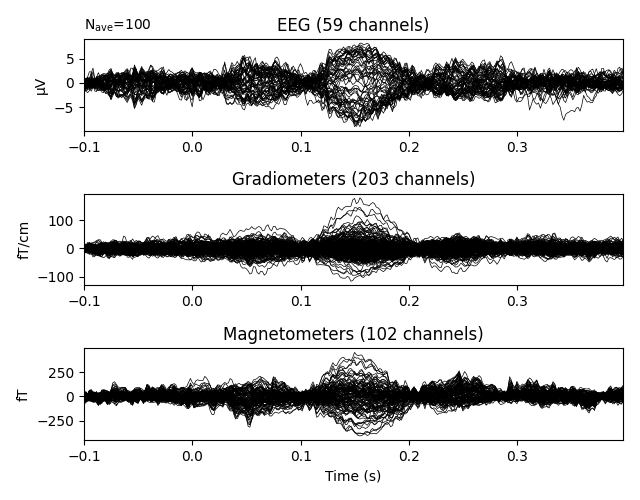 N_ave=100
EEG (59 channels)
5
0
−5
µV
−0.1 0.0 0.1 0.2 0.3
Gradiometers (203 channels)
100
0
−100
fT/cm
−0.1 0.0 0.1 0.2 0.3
Magnetometers (102 channels)
250
0
−250
fT
−0.1 0.0 0.1 0.2 0.3
Time (s)